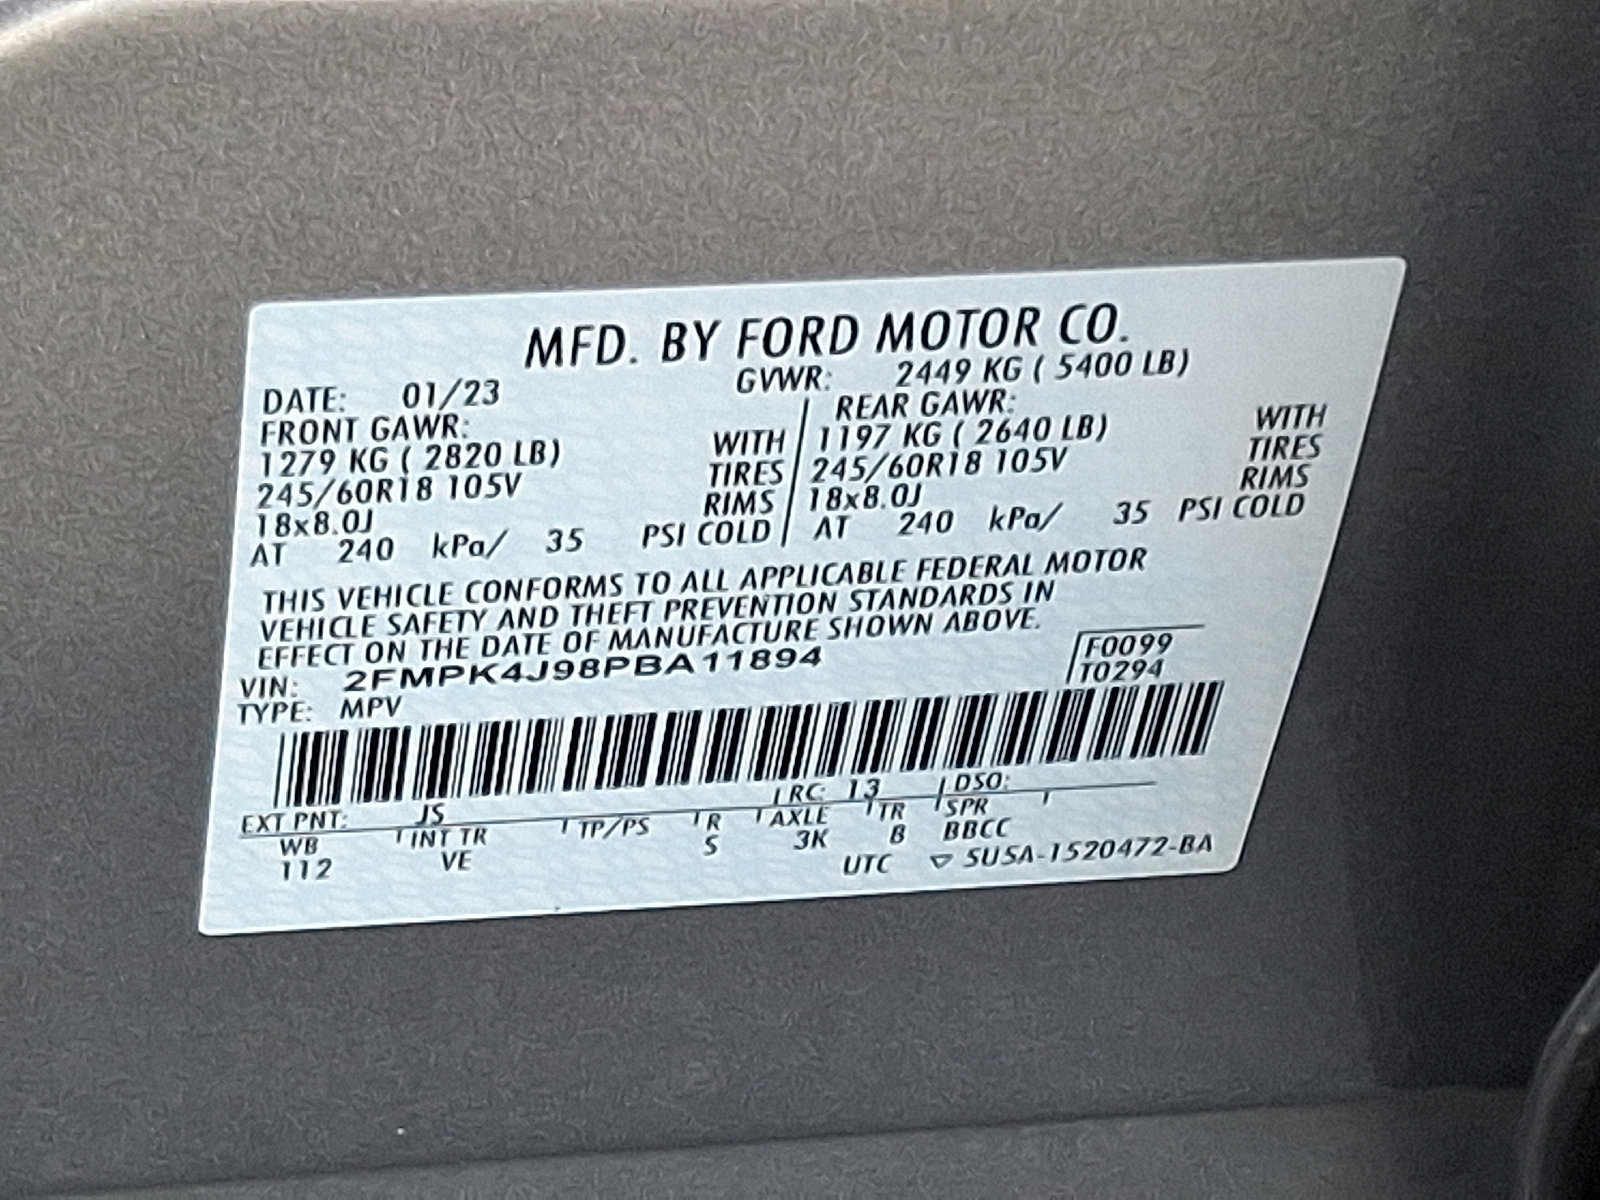 MFD. BY FORD MOTOR CO.
DATE: 01/23 GVWR: 2449 KG ( 5400 LB)
FRONT GAWR: REAR GAWR:
1279 KG ( 2820 LB) WITH 1197 KG ( 2640 LB) WITH
245/60R18 105V TIRES 245/60R18 105V TIRES
18x8.0J RIMS 18x8.0J RIMS
AT 240 kPa/ 35 PSI COLD AT 240 kPa/ 35 PSI COLD
THIS VEHICLE CONFORMS TO ALL APPLICABLE FEDERAL MOTOR
VEHICLE SAFETY AND THEFT PREVENTION STANDARDS IN
EFFECT ON THE DATE OF MANUFACTURE SHOWN ABOVE.
VIN: 2FMPK4J98PBA11894 F0099
TYPE: MPV T0294
EXT PNT: JS RC: 13 DSO:
WB INT TR TP/PS R AXLE TR SPR
112 VE S 3K B BBCC
UTC ▽ 5U5A-1520472-BA